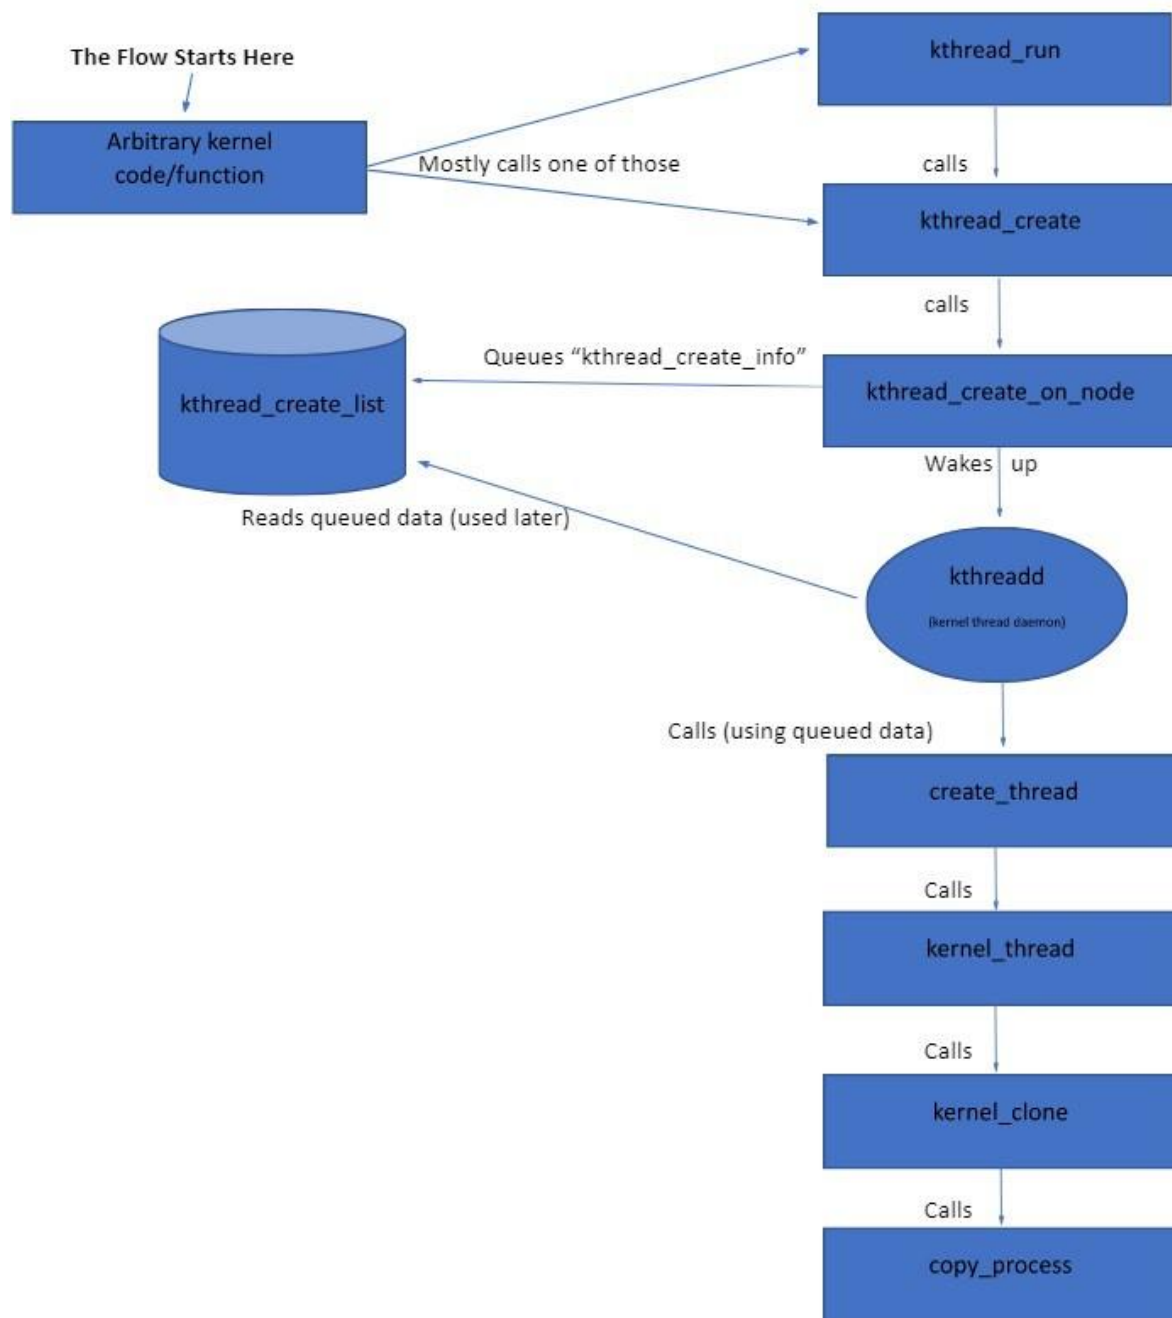 The Flow Starts Here
kthread_run
Arbitrary kernel
code/function
Mostly calls one of those
calls
kthread_create
calls
Queues “kthread_create_info”
kthread_create_list
kthread_create_on_node
Wakes up
Reads queued data (used later)
kthreadd
(kernel thread daemon)
Calls (using queued data)
create_thread
Calls
kernel_thread
Calls
kernel_clone
Calls
copy_process